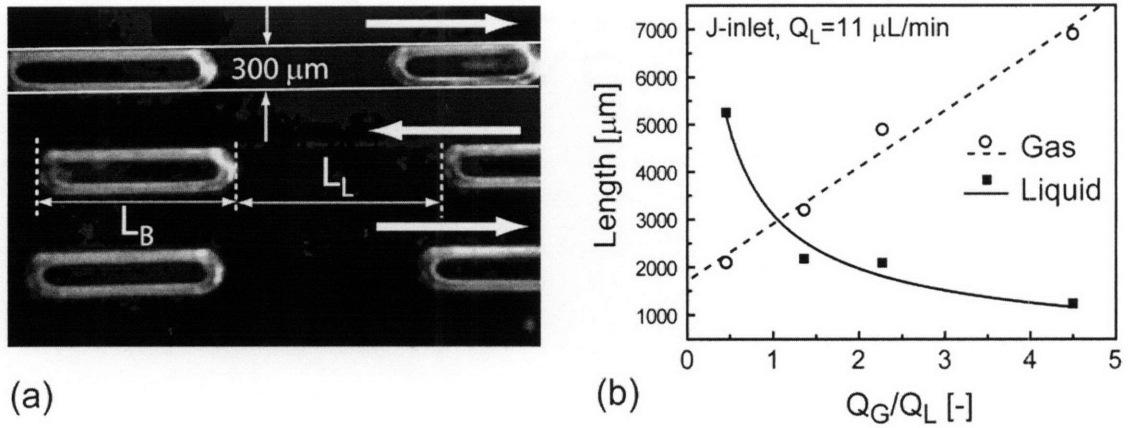 300 μm
L_L
L_B
(a)
J-inlet, Q_L=11 μL/min
Gas
Liquid
Length [μm]
7000
6000
5000
4000
3000
2000
1000
0 1 2 3 4 5
Q_G/Q_L [-]
(b)